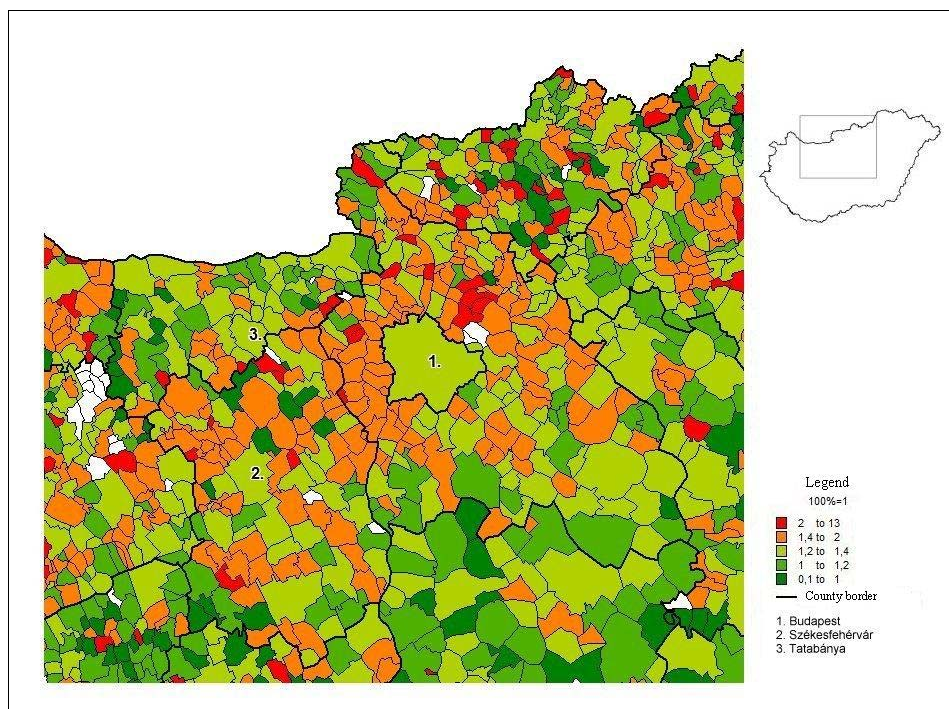 3.
1.
2.
Legend
100%=1
2 to 13
1,4 to 2
1,2 to 1,4
1 to 1,2
0,1 to 1
County border
1. Budapest
2. Székesfehérvár
3. Tatabánya